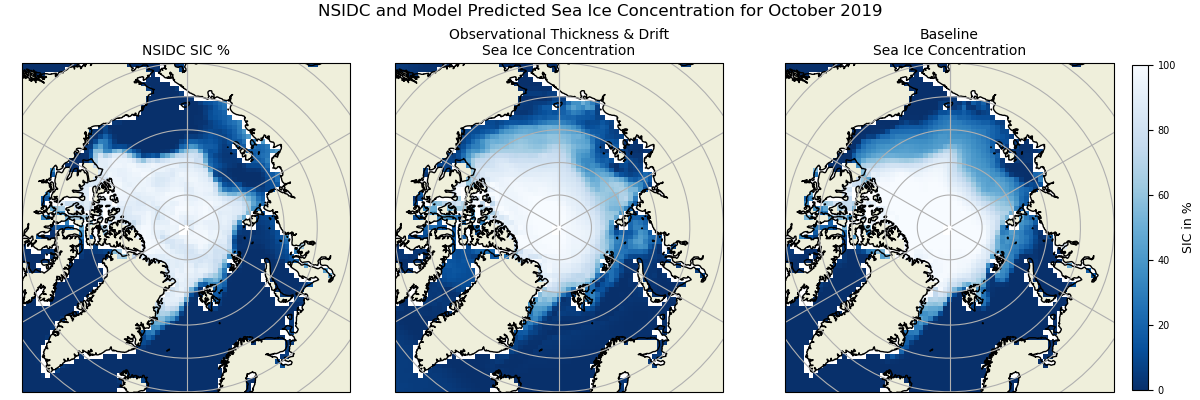 NSIDC and Model Predicted Sea Ice Concentration for October 2019
NSIDC SIC %
Observational Thickness & Drift
Sea Ice Concentration
Baseline
Sea Ice Concentration
100
80
60
40
20
0
SIC in %